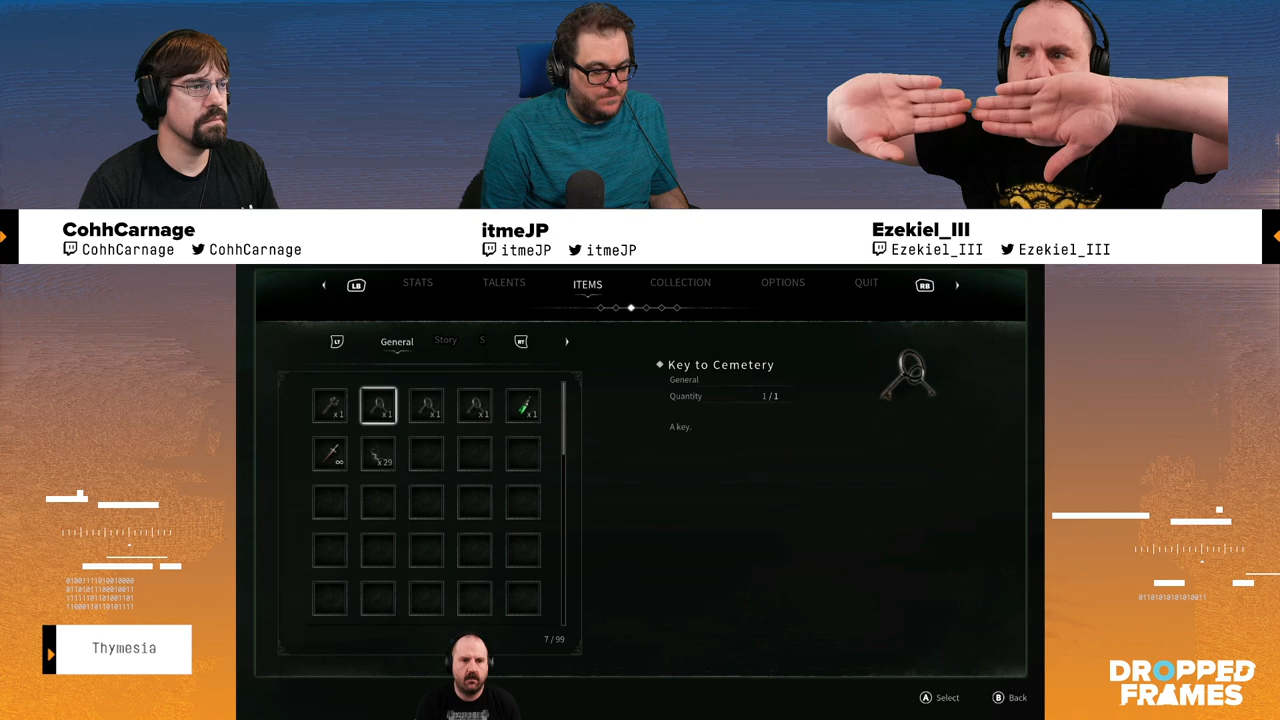 CohhCarnage
CohhCarnage CohhCarnage
itmeJP
itmeJP itmeJP
Ezekiel_III
Ezekiel_III Ezekiel_III
LB STATS TALENTS ITEMS COLLECTION OPTIONS QUIT RB
LT General Story S RT
Key to Cemetery
General
Quantity 1 / 1
A key.
x1 x1 x1 x1 x1
∞ x29
7 / 99
A Select B Back
Thymesia
DROPPED
FRAMES